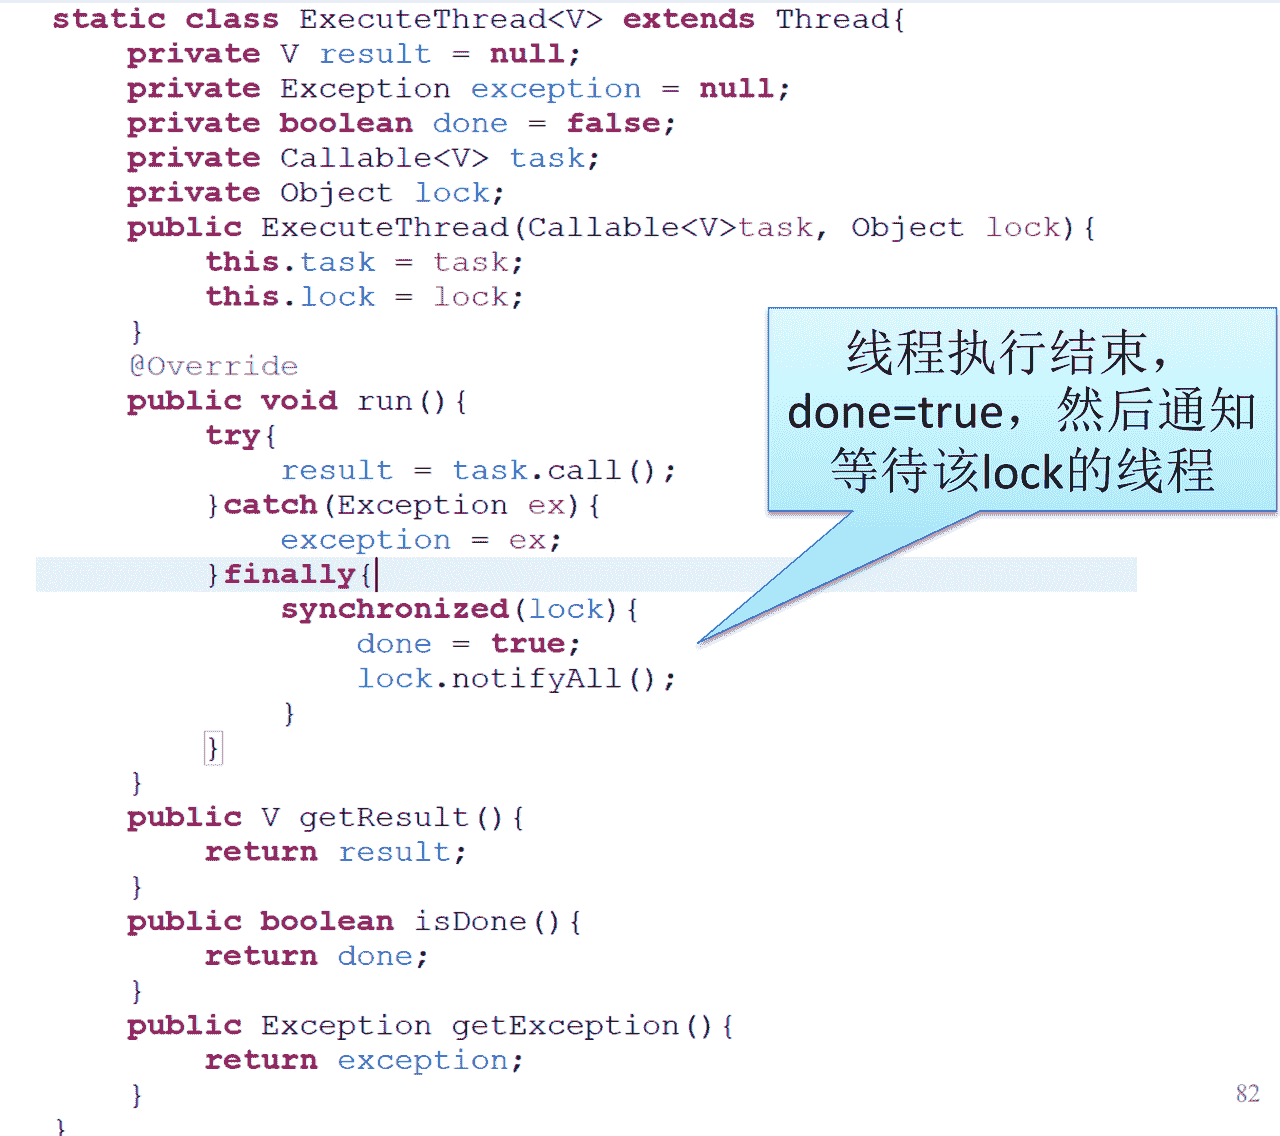 static class ExecuteThread<V> extends Thread{
private V result = null;
private Exception exception = null;
private boolean done = false;
private Callable<V> task;
private Object lock;
public ExecuteThread(Callable<V>task, Object lock){
this.task = task;
this.lock = lock;
}
@Override
public void run(){
try{
result = task.call();
}catch(Exception ex){
exception = ex;
}finally{
synchronized(lock){
done = true;
lock.notifyAll();
}
}
}
public V getResult(){
return result;
}
public boolean isDone(){
return done;
}
public Exception getException(){
return exception;
}
}
线程执行结束，
done=true，然后通知
等待该lock的线程
82